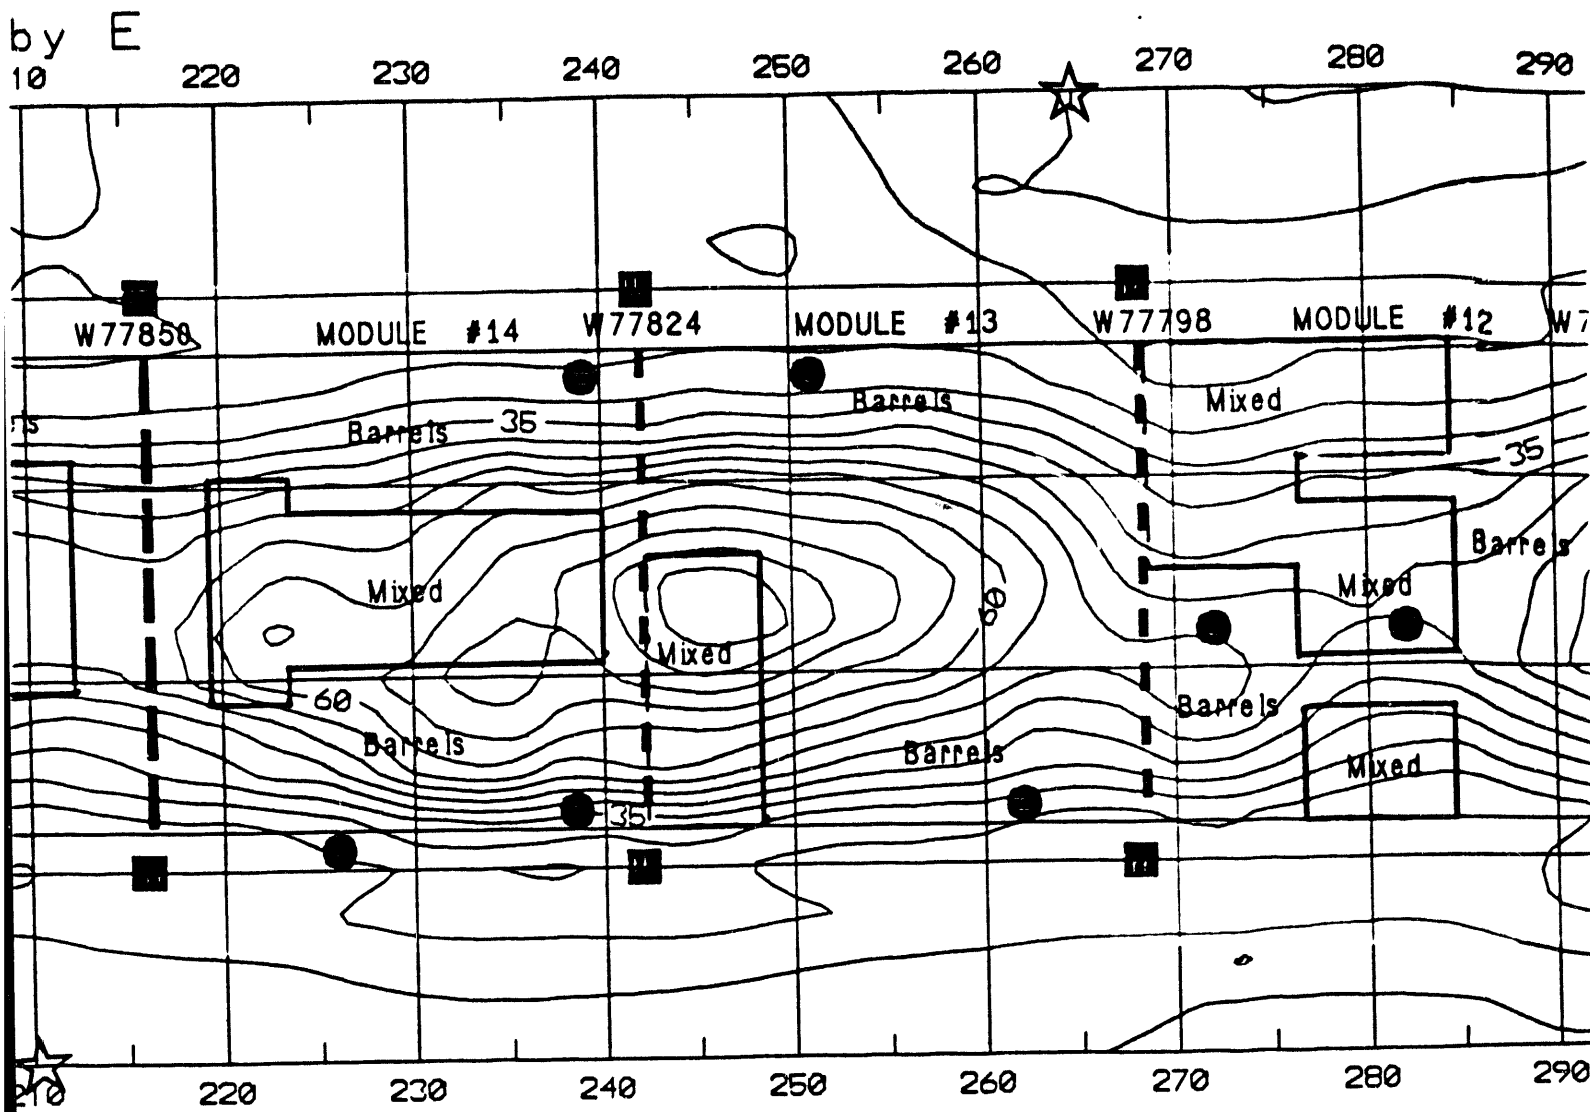 by E
10 220 230 240 250 260 270 280 290
W77850 MODULE #14 W77824 MODULE #13 W77798 MODULE #12 W7
Barrels Mixed
ls Barrels 35
35
Barrels
Mixed Mixed
60
Mixed
60 Barrels
Barrels Barrels
Mixed
35
210 220 230 240 250 260 270 280 290